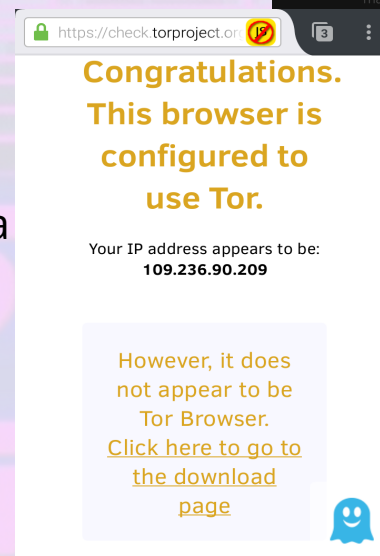 https://check.torproject.or
JS
3
Congratulations.
This browser is
configured to
use Tor.
a
Your IP address appears to be:
109.236.90.209
However, it does
not appear to be
Tor Browser.
Click here to go to
the download
page